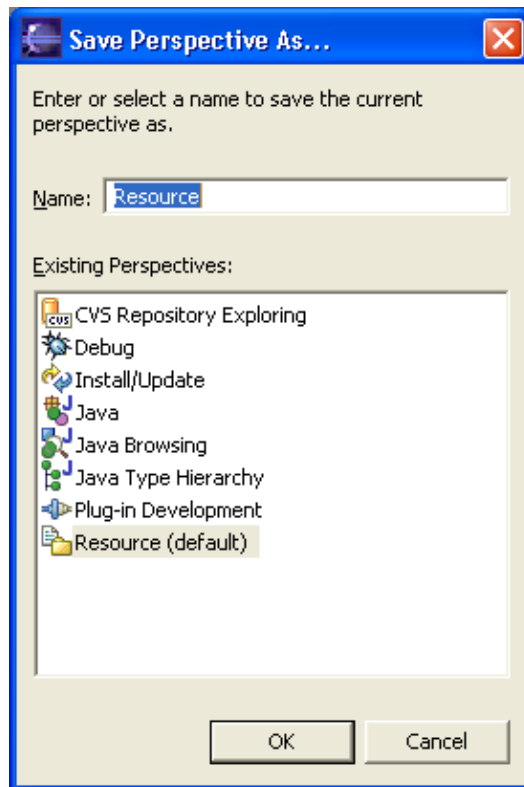 Save Perspective As...
Enter or select a name to save the current
perspective as.
Name: Resource
Existing Perspectives:
CVS CVS Repository Exploring
Debug
Install/Update
Java
Java Browsing
Java Type Hierarchy
Plug-in Development
Resource (default)
OK Cancel